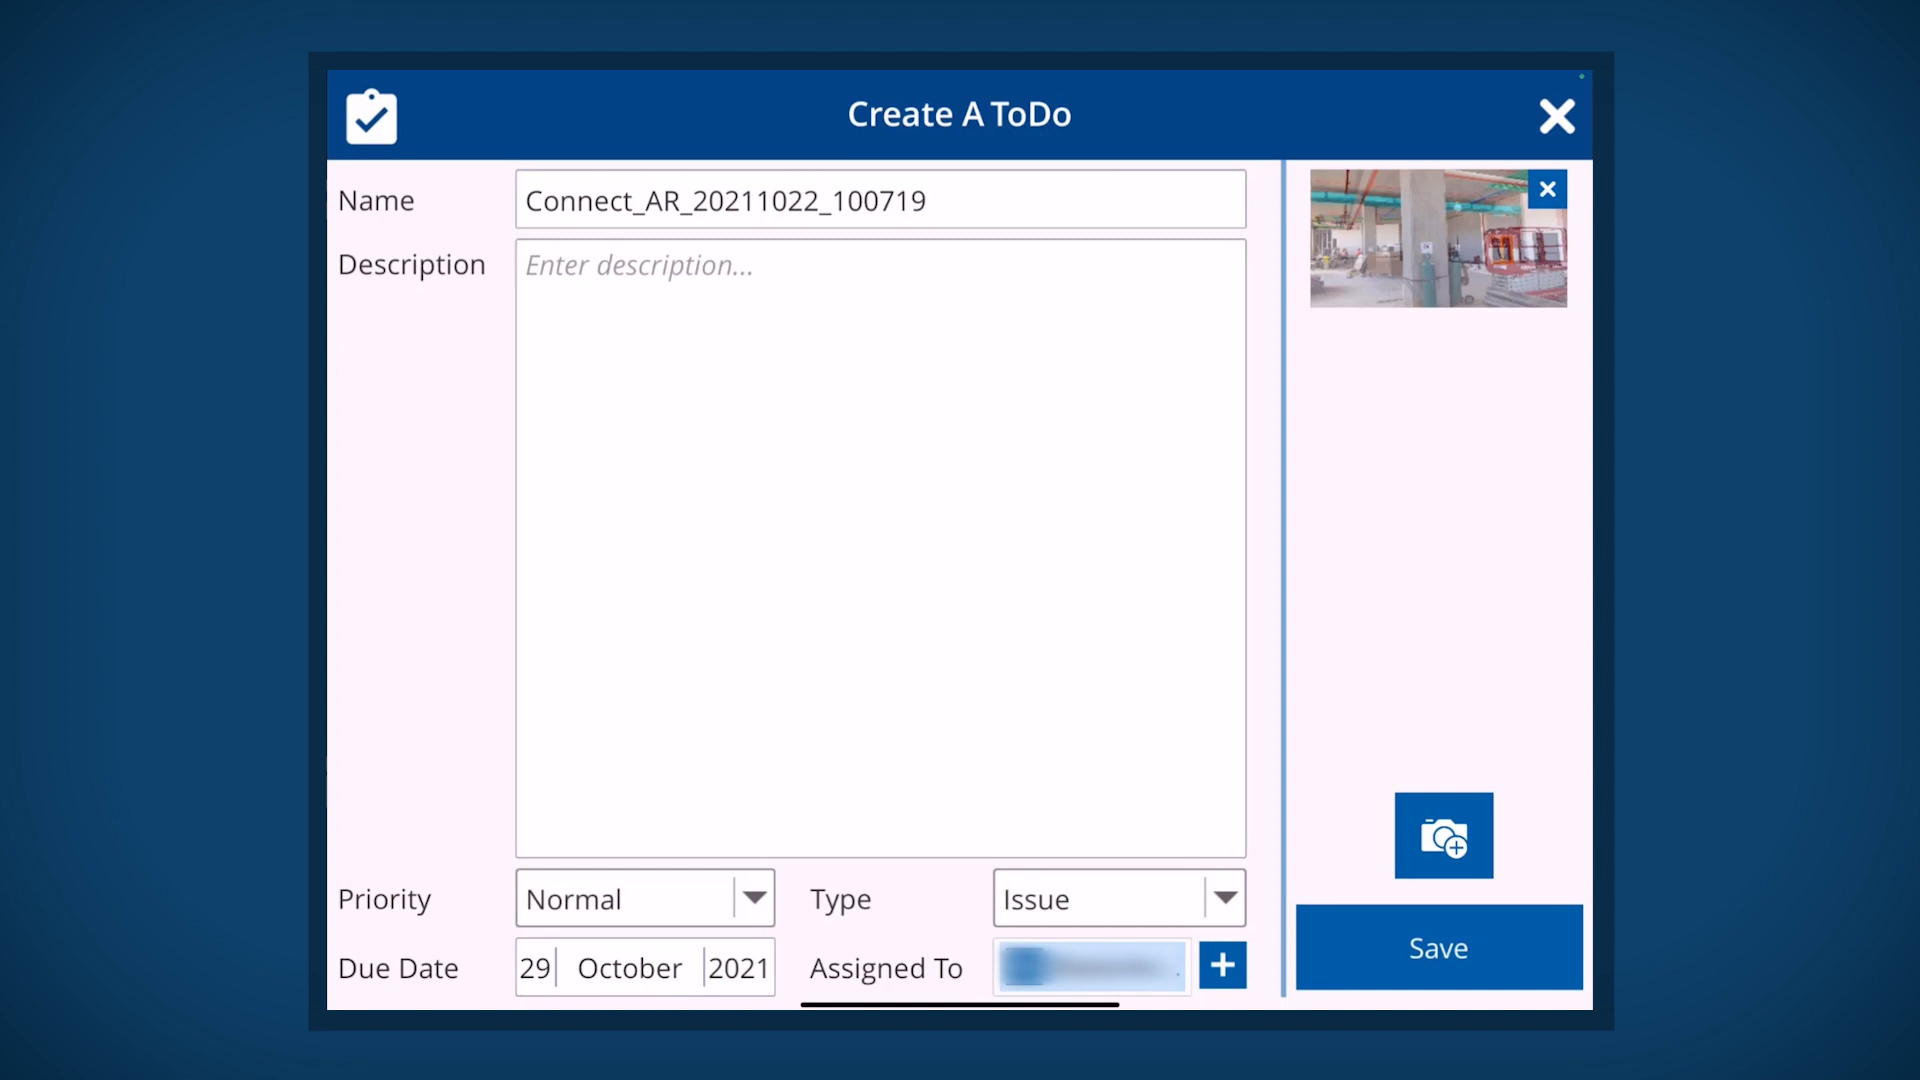 Create A ToDo
Name
Connect_AR_20211022_100719
Description
Enter description...
Priority
Normal
Type
Issue
Due Date
29 October 2021
Assigned To
Save